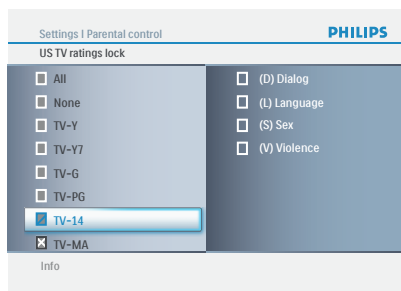 Settings I Parental control
PHILIPS
US TV ratings lock
All
None
TV-Y
TV-Y7
TV-G
TV-PG
TV-14
TV-MA
(D) Dialog
(L) Language
(S) Sex
(V) Violence
Info